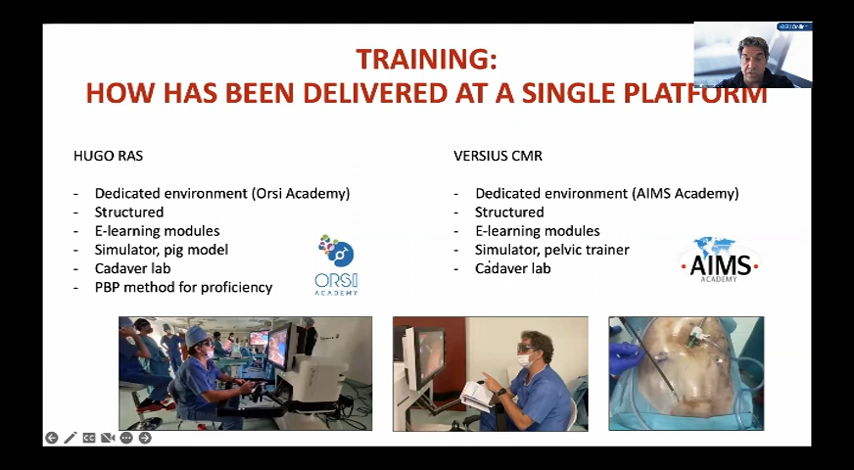 TRAINING:
HOW HAS BEEN DELIVERED AT A SINGLE PLATFORM
HUGO RAS
- Dedicated environment (Orsi Academy)
- Structured
- E-learning modules
- Simulator, pig model
- Cadaver lab
- PBP method for proficiency
ORSI
ACADEMY
VERSIUS CMR
- Dedicated environment (AIMS Academy)
- Structured
- E-learning modules
- Simulator, pelvic trainer
- Cadaver lab
AIMS
ACADEMY
CC